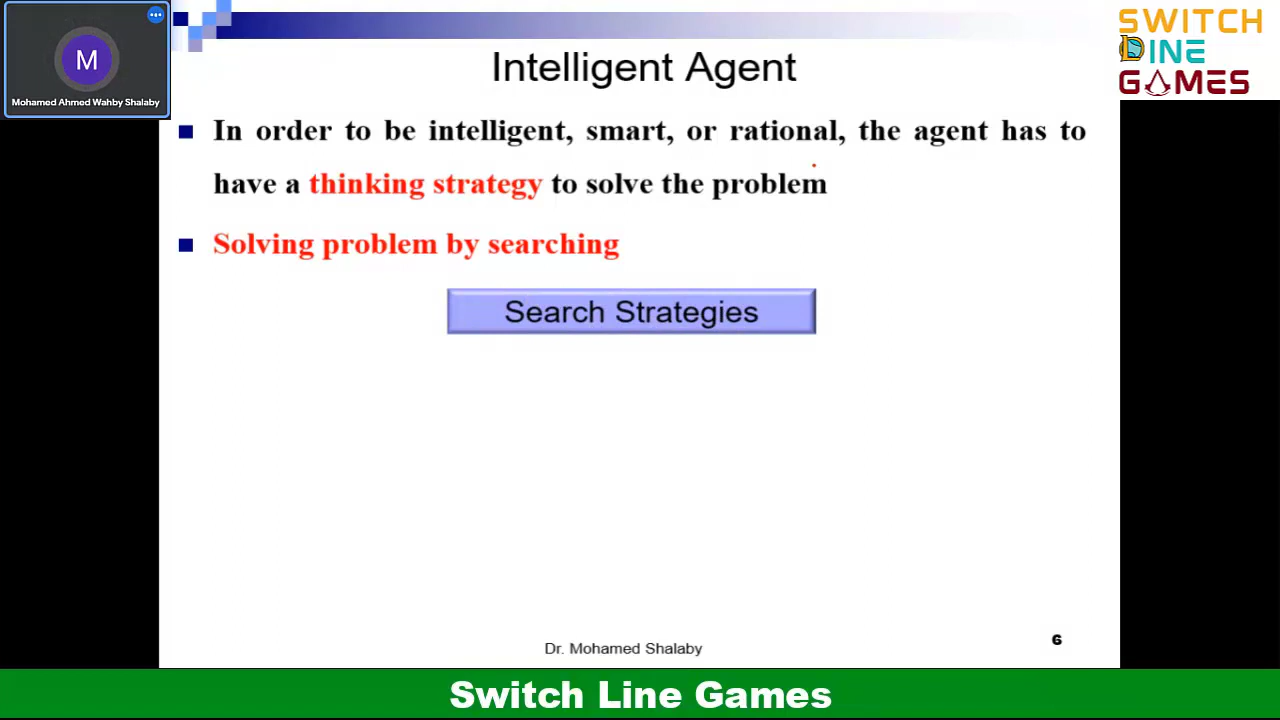 M
Mohamed Ahmed Wahby Shalaby
SWITCH
LINE
GAMES
Intelligent Agent
In order to be intelligent, smart, or rational, the agent has to
have a thinking strategy to solve the problem
Solving problem by searching
Search Strategies
Dr. Mohamed Shalaby
6
Switch Line Games